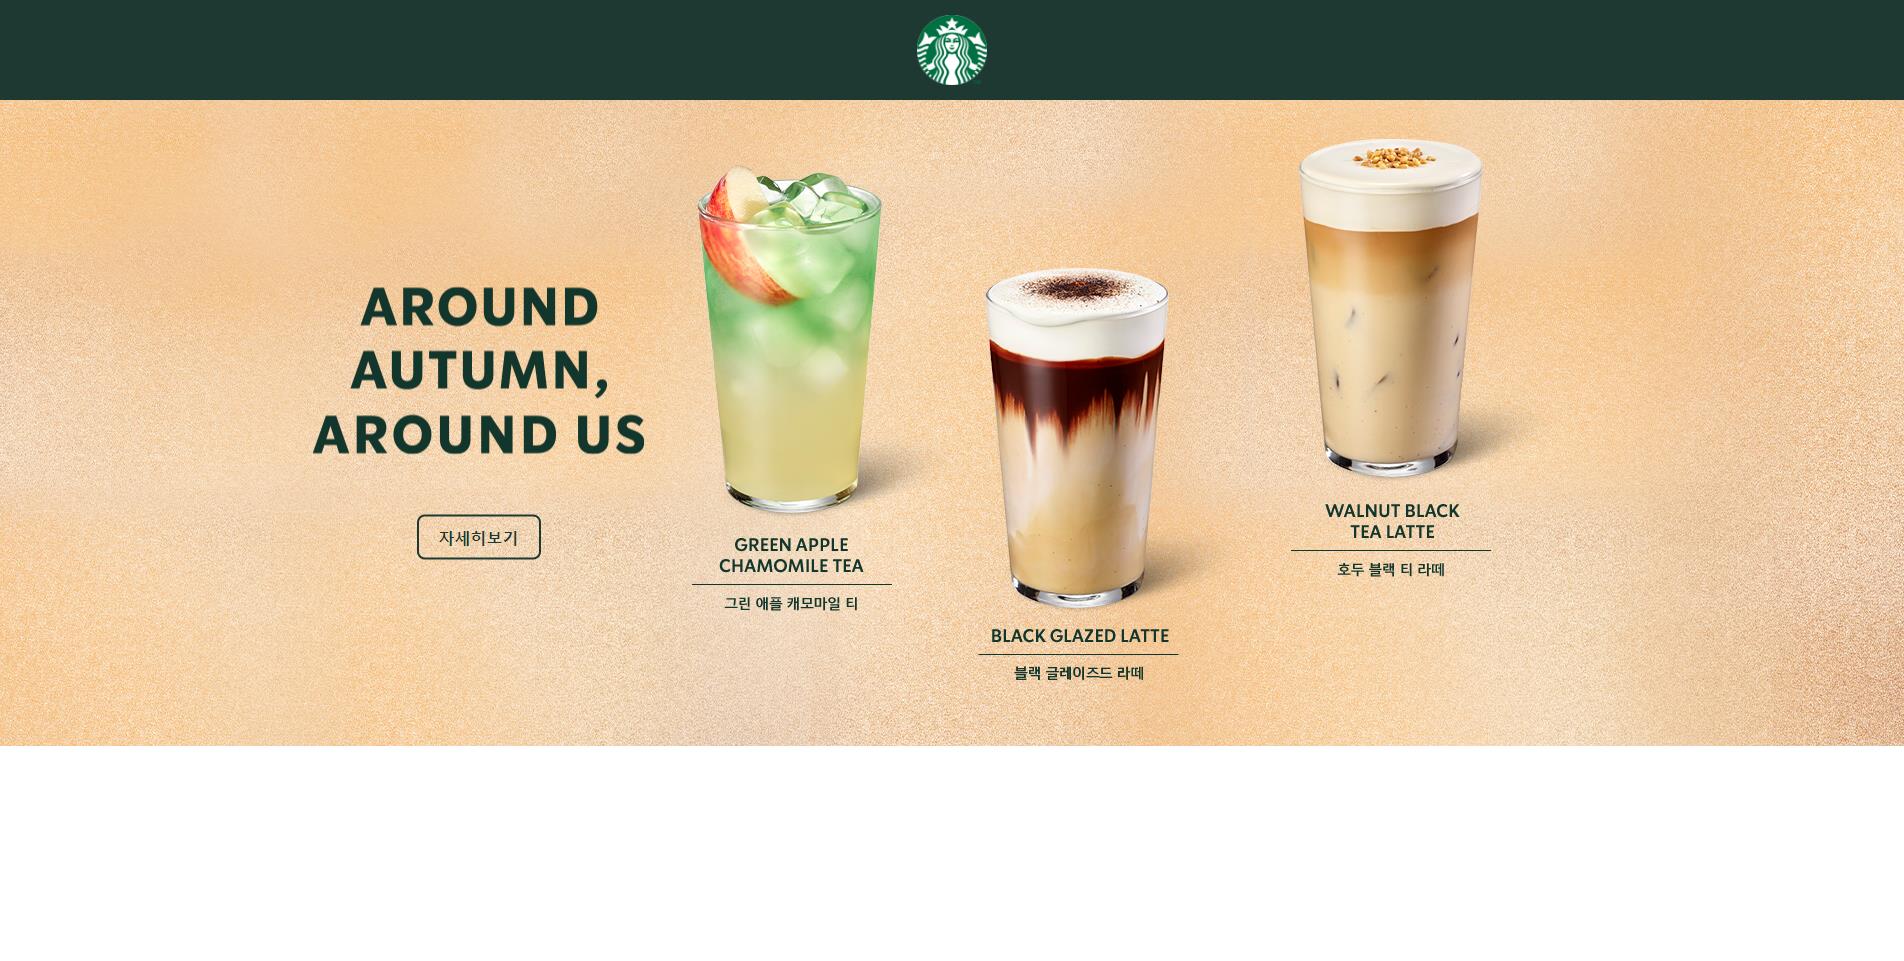 AROUND
AUTUMN,
AROUND US
자세히보기
GREEN APPLE
CHAMOMILE TEA
그린 애플 캐모마일 티
BLACK GLAZED LATTE
블랙 글레이즈드 라떼
WALNUT BLACK
TEA LATTE
호두 블랙 티 라떼